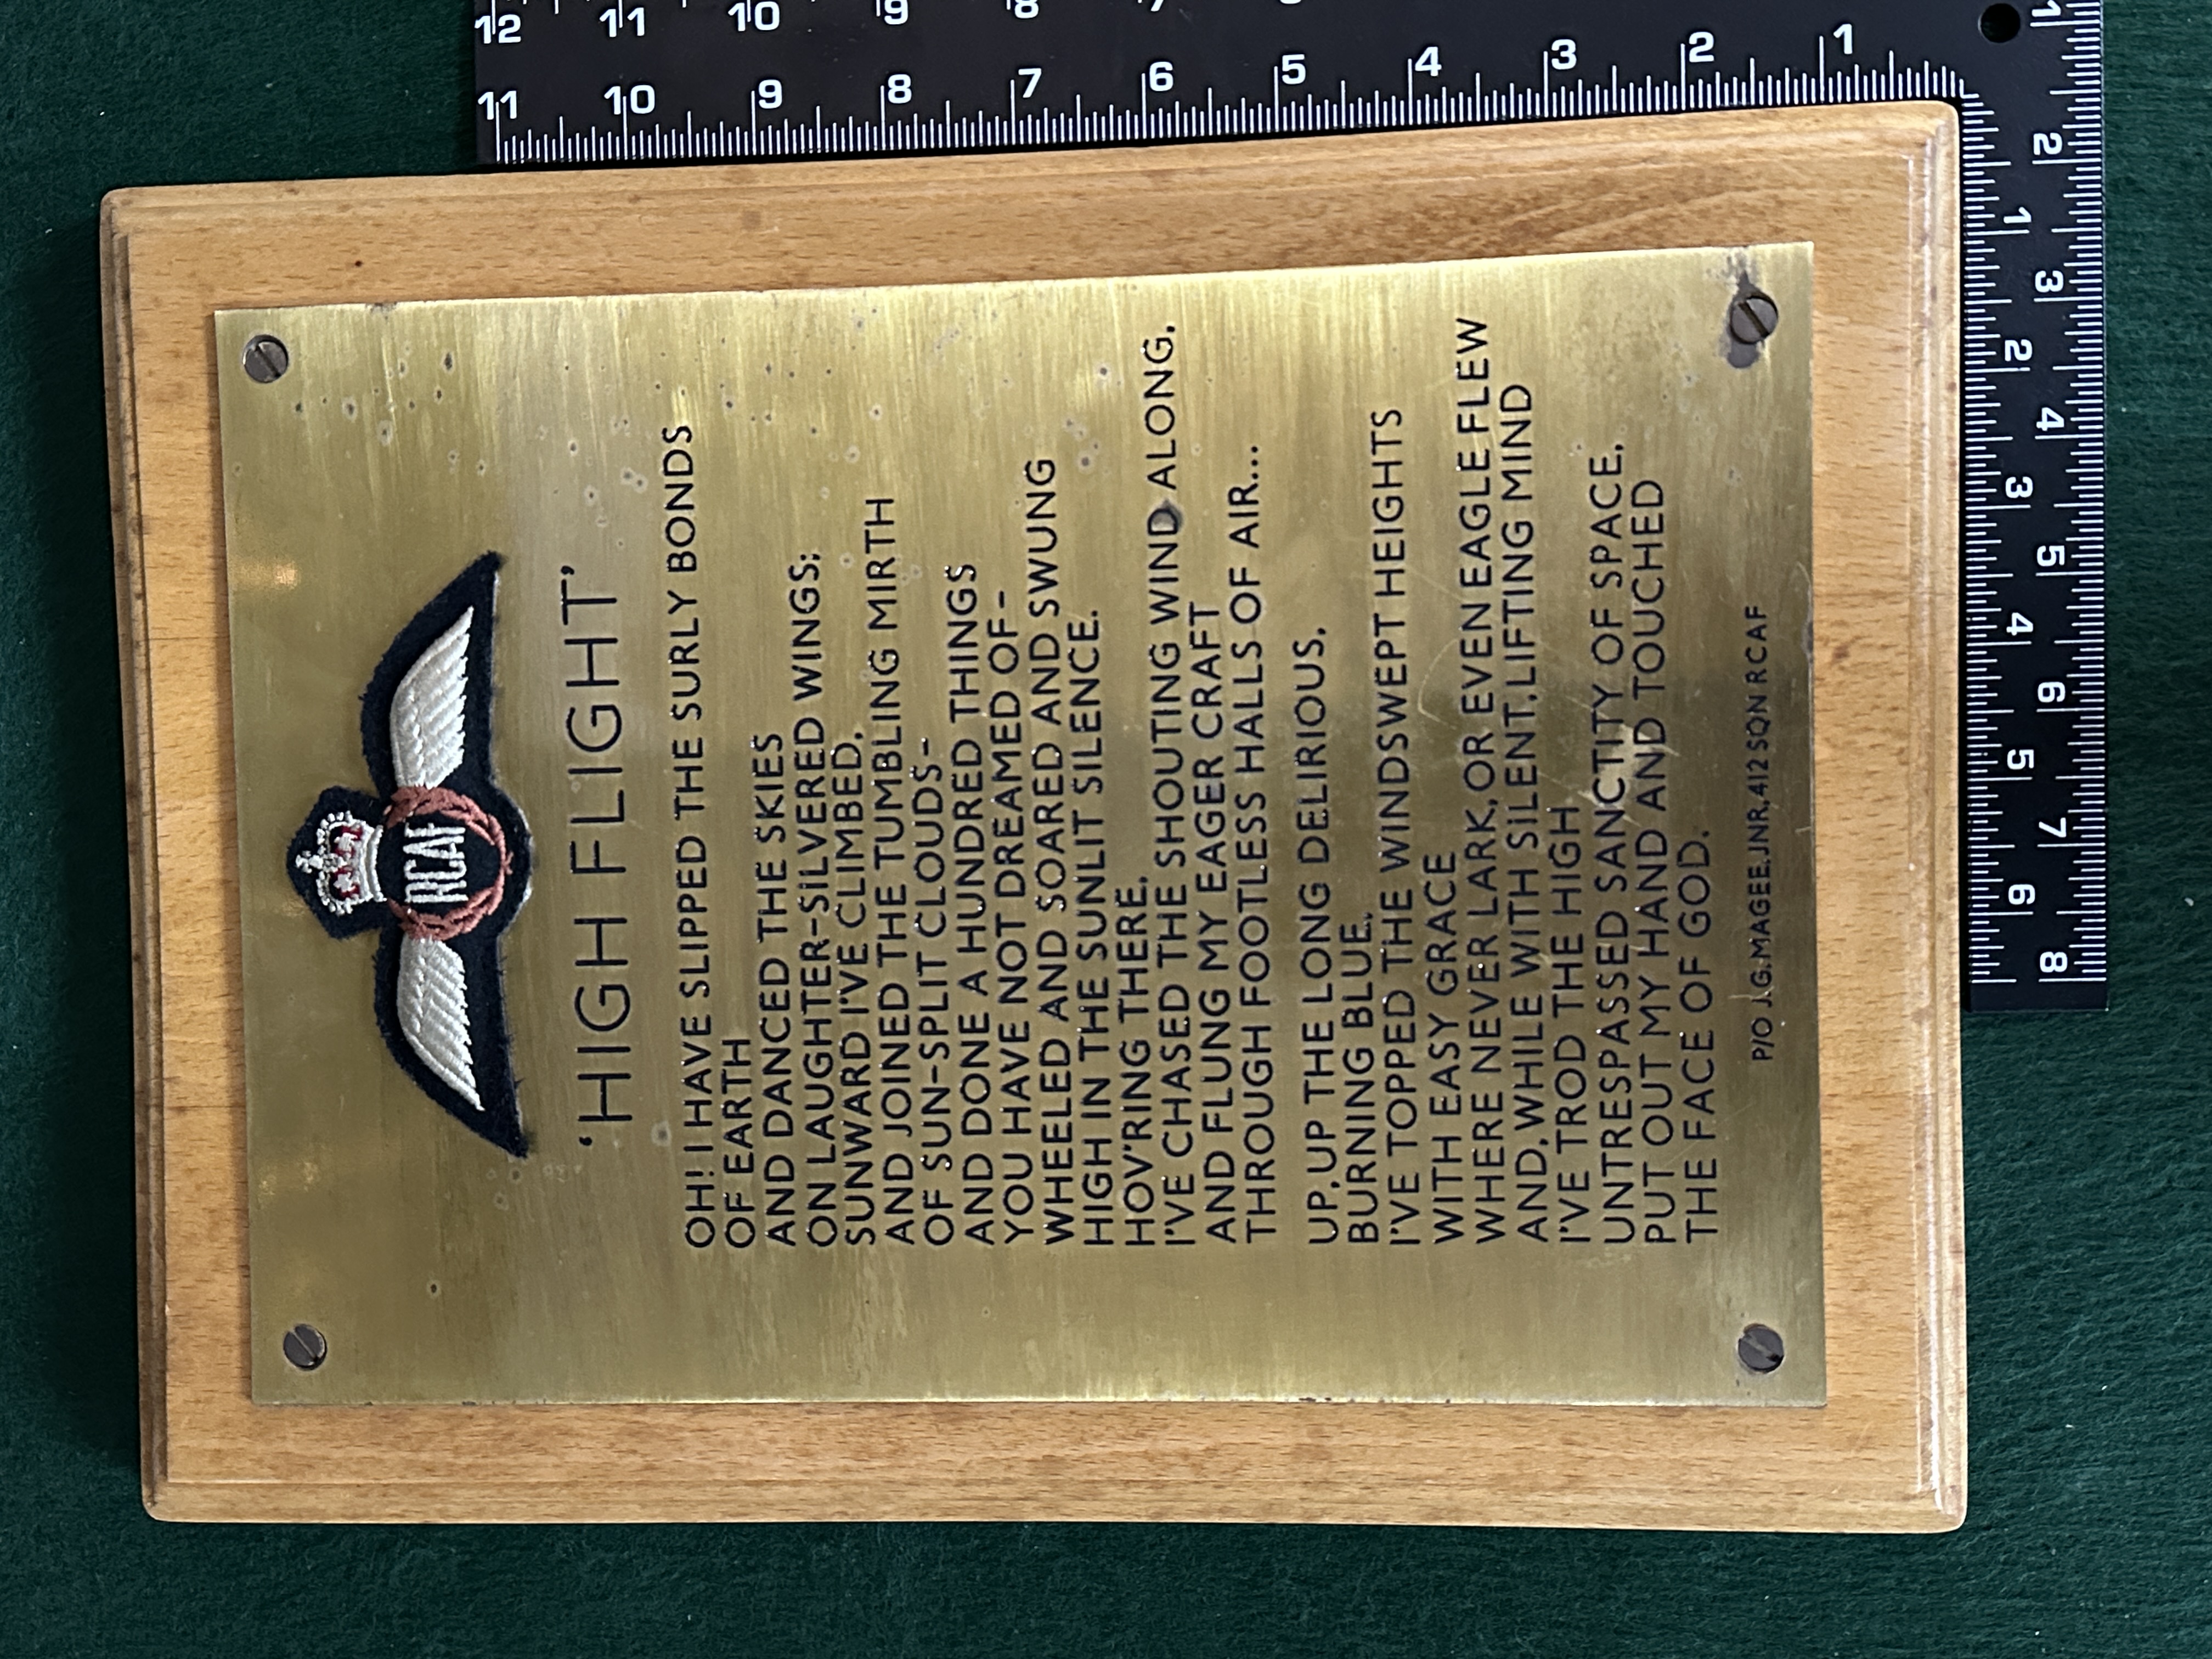 RCAF
'HIGH FLIGHT'
OH! I HAVE SLIPPED THE SURLY BONDS
OF EARTH
AND DANCED THE SKIES
ON LAUGHTER-SILVERED WINGS;
SUNWARD I'VE CLIMBED,
AND JOINED THE TUMBLING MIRTH
OF SUN-SPLIT CLOUDS-
AND DONE A HUNDRED THINGS
YOU HAVE NOT DREAMED OF-
WHEELED AND SOARED AND SWUNG
HIGH IN THE SUNLIT SILENCE.
HOV'RING THERE,
I'VE CHASED THE SHOUTING WIND ALONG,
AND FLUNG MY EAGER CRAFT
THROUGH FOOTLESS HALLS OF AIR...
UP, UP THE LONG DELIRIOUS,
BURNING BLUE,
I'VE TOPPED THE WINDSWEPT HEIGHTS
WITH EASY GRACE
WHERE NEVER LARK, OR EVEN EAGLE FLEW
AND, WHILE WITH SILENT, LIFTING MIND
I'VE TROD THE HIGH
UNTRESPASSED SANCTITY OF SPACE,
PUT OUT MY HAND AND TOUCHED
THE FACE OF GOD.
P/O J.G.MAGEE.JNR,412 SQN RCAF
12 11 10 9 8 7
11 10 9 8 7 6 5 4 3 2 1
1 2 3 4 5 6 7 8
1 2 3 4 5 6